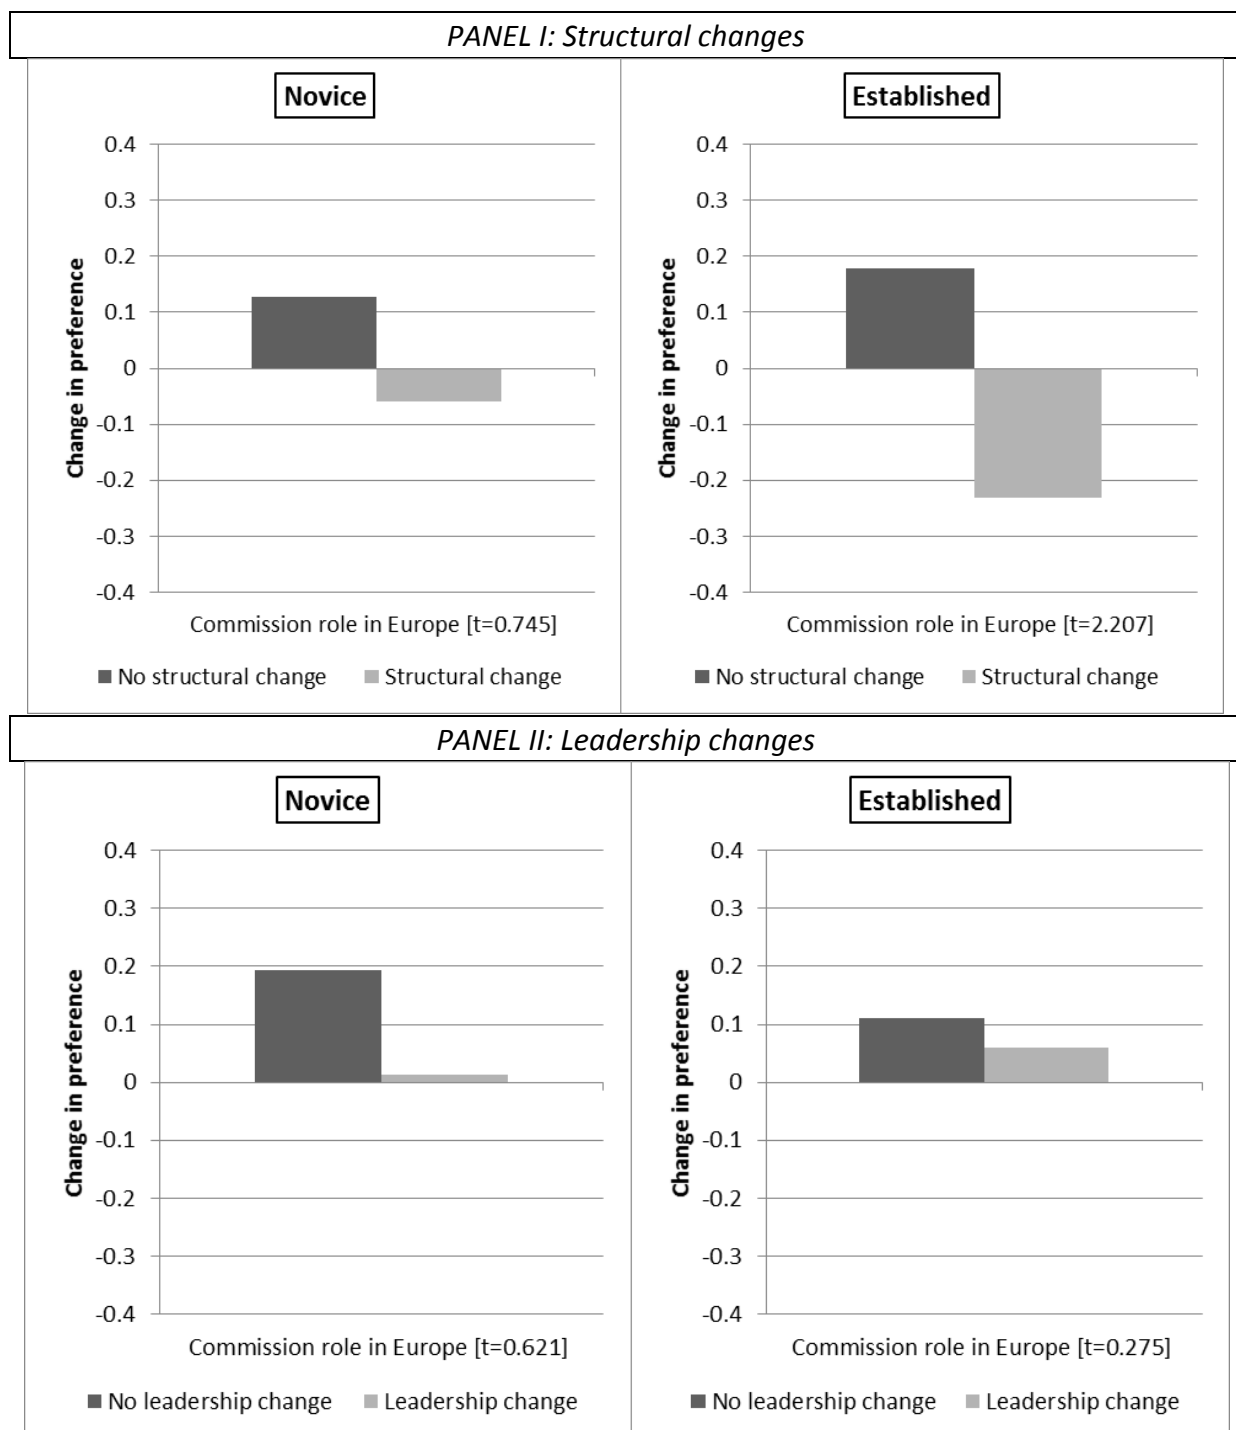 PANEL I: Structural changes
Novice
0.4
0.3
0.2
0.1
0
-0.1
-0.2
-0.3
-0.4
Change in preference
Commission role in Europe [t=0.745]
No structural change Structural change
Established
0.4
0.3
0.2
0.1
0
-0.1
-0.2
-0.3
-0.4
Change in preference
Commission role in Europe [t=2.207]
No structural change Structural change
PANEL II: Leadership changes
Novice
0.4
0.3
0.2
0.1
0
-0.1
-0.2
-0.3
-0.4
Change in preference
Commission role in Europe [t=0.621]
No leadership change Leadership change
Established
0.4
0.3
0.2
0.1
0
-0.1
-0.2
-0.3
-0.4
Change in preference
Commission role in Europe [t=0.275]
No leadership change Leadership change